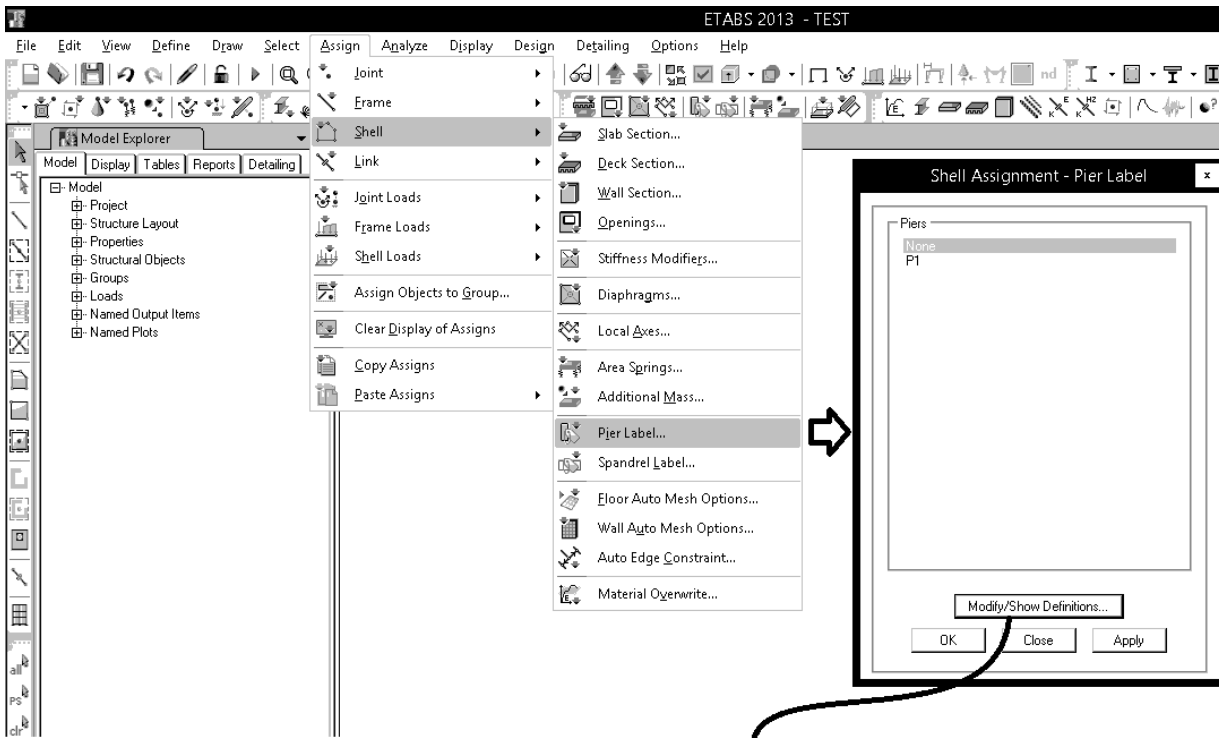 ETABS 2013 - TEST
File Edit View Define Draw Select Assign Analyze Display Design Detailing Options Help
nd
Model Explorer
Model Display Tables Reports Detailing
Model
Project
Structure Layout
Properties
Structural Objects
Groups
Loads
Named Output Items
Named Plots
all
PS
clr
Joint
Frame
Shell
Link
Joint Loads
Frame Loads
Shell Loads
Assign Objects to Group...
Clear Display of Assigns
Copy Assigns
Paste Assigns
Slab Section...
Deck Section...
Wall Section...
Openings...
Stiffness Modifiers...
Diaphragms...
Local Axes...
Area Springs...
Additional Mass...
Pier Label...
Spandrel Label...
Floor Auto Mesh Options...
Wall Auto Mesh Options...
Auto Edge Constraint...
Material Overwrite...
Shell Assignment - Pier Label
x
Piers
None
P1
Modify/Show Definitions...
OK Close Apply